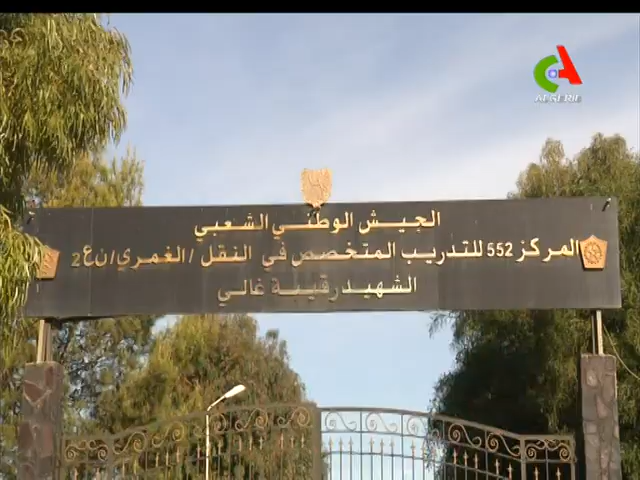 ALGERIE
الجيش الوطني الشعبي
المركز 552 للتدريب المتخصص في النقل / الغمري / ن ع 2
الشهيد رقيبة غالي